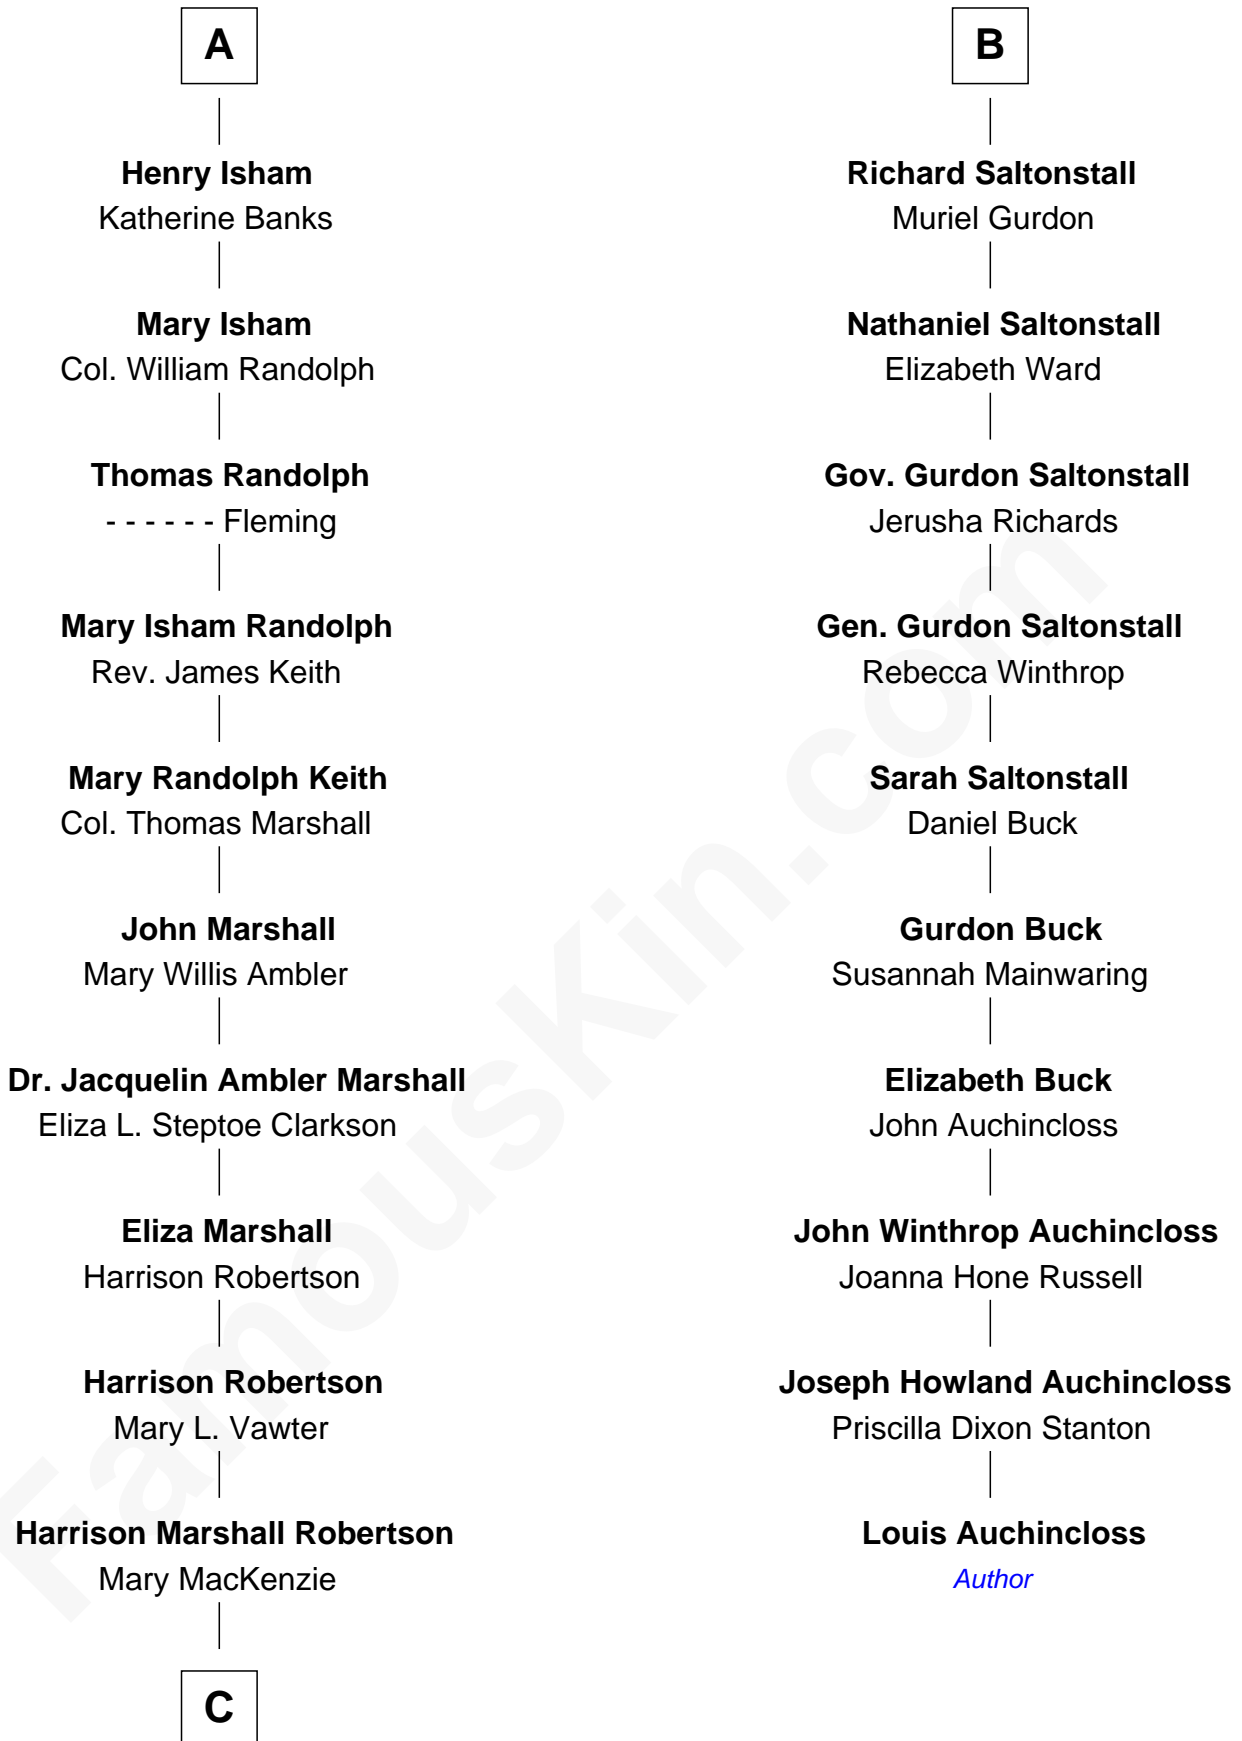 A
Henry Isham
Katherine Banks
Mary Isham
Col. William Randolph
Thomas Randolph
- - - - - - Fleming
Mary Isham Randolph
Rev. James Keith
Mary Randolph Keith
Col. Thomas Marshall
John Marshall
Mary Willis Ambler
Dr. Jacquelin Ambler Marshall
Eliza L. Steptoe Clarkson
Eliza Marshall
Harrison Robertson
Harrison Robertson
Mary L. Vawter
Harrison Marshall Robertson
Mary MacKenzie
C
B
Richard Saltonstall
Muriel Gurdon
Nathaniel Saltonstall
Elizabeth Ward
Gov. Gurdon Saltonstall
Jerusha Richards
Gen. Gurdon Saltonstall
Rebecca Winthrop
Sarah Saltonstall
Daniel Buck
Gurdon Buck
Susannah Mainwaring
Elizabeth Buck
John Auchincloss
John Winthrop Auchincloss
Joanna Hone Russell
Joseph Howland Auchincloss
Priscilla Dixon Stanton
Louis Auchincloss
Author
FamousKin.com